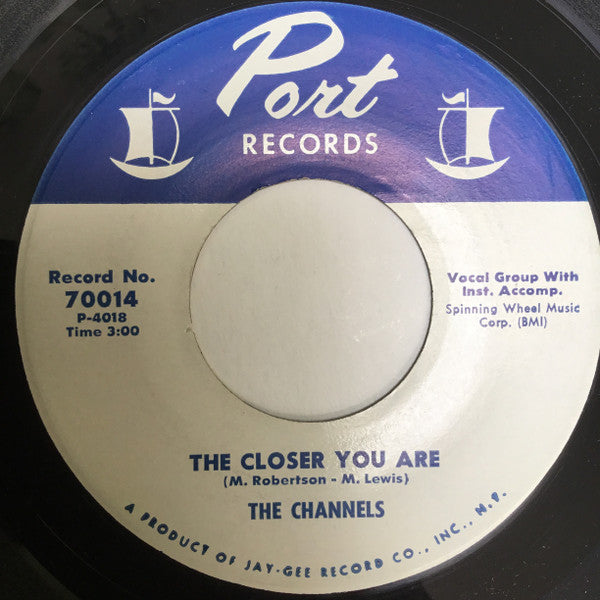 Port
RECORDS
Record No.
70014
P-4018
Time 3:00
Vocal Group With
Inst. Accomp.
Spinning Wheel Music
Corp. (BMI)
THE CLOSER YOU ARE
(M. Robertson - M. Lewis)
THE CHANNELS
A PRODUCT OF JAY-GEE RECORD CO., INC., N.Y.